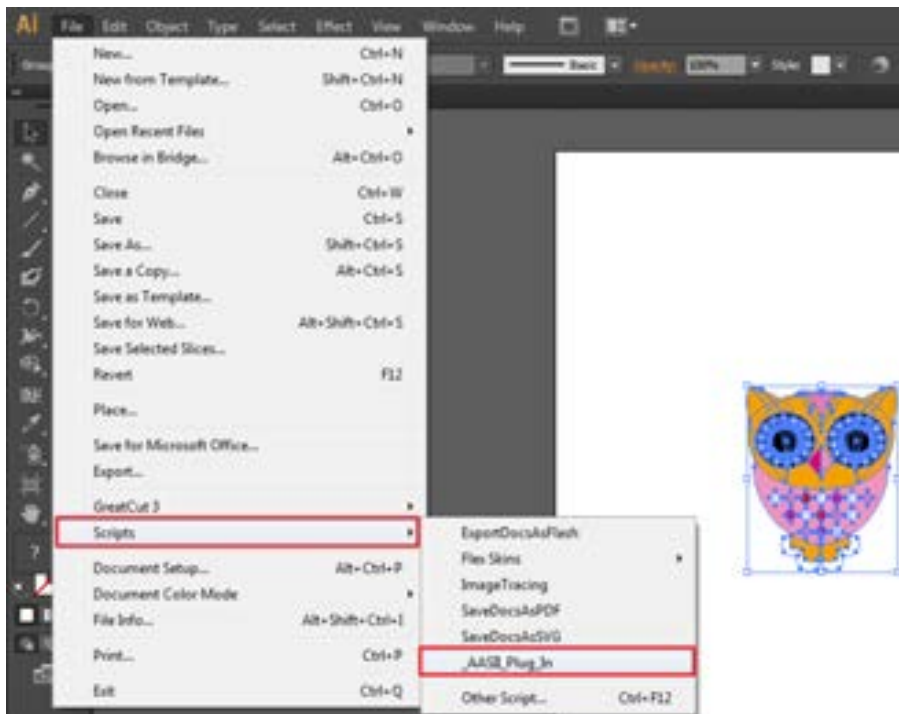 Ai File Edit Object Type Select Effect View Window Help
Basic Opacity: 100% Style:
New... Ctrl+N
New from Template... Shift+Ctrl+N
Open... Ctrl+O
Open Recent Files
Browse in Bridge... Alt+Ctrl+O
Close Ctrl+W
Save Ctrl+S
Save As... Shift+Ctrl+S
Save a Copy... Alt+Ctrl+S
Save as Template...
Save for Web... Alt+Shift+Ctrl+S
Save Selected Slices...
Revert F12
Place...
Save for Microsoft Office...
Export...
GreatCut 3
Scripts
Document Setup... Alt+Ctrl+P
Document Color Mode
File Info... Alt+Shift+Ctrl+I
Print... Ctrl+P
Exit Ctrl+Q
ExportDocsAsFlash
Flex Skins
ImageTracing
SaveDocsAsPDF
SaveDocsAsSVG
_AASB_Plug_In
Other Script... Ctrl+F12